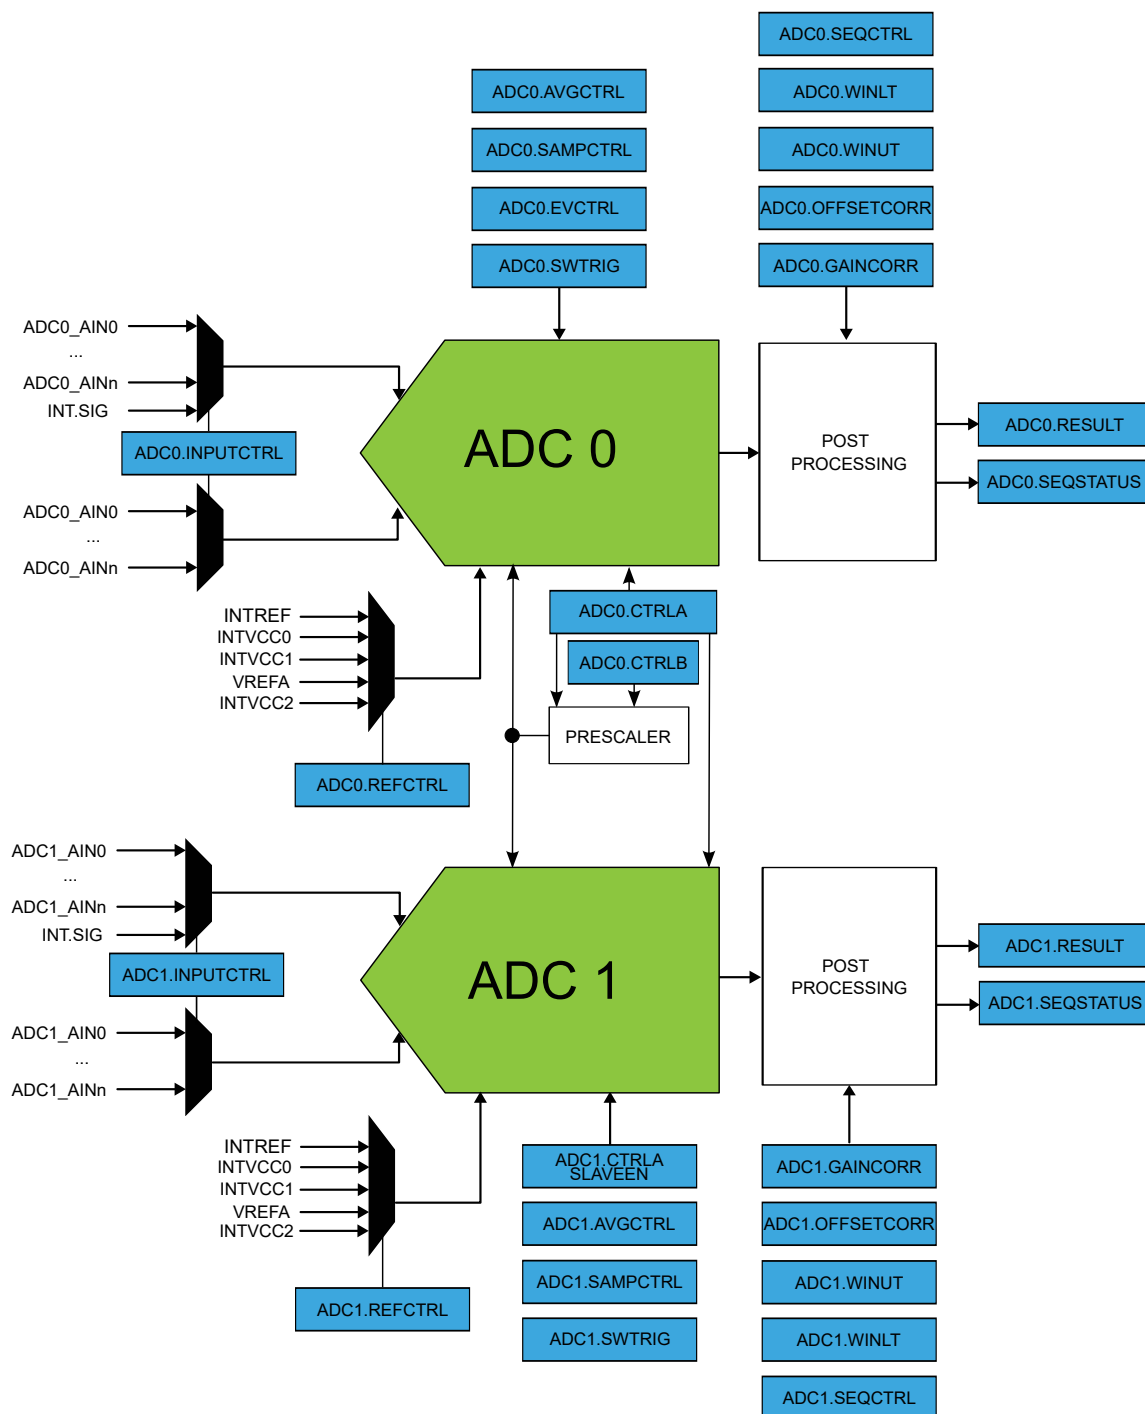 ADC0.SEQCTRL
ADC0.AVGCTRL
ADC0.WINLT
ADC0.SAMPCTRL
ADC0.WINUT
ADC0.EVCTRL
ADC0.OFFSETCORR
ADC0.SWTRIG
ADC0.GAINCORR
ADC0_AIN0
...
ADC0_AINn
INT.SIG
ADC0.INPUTCTRL
ADC 0
POST
PROCESSING
ADC0.RESULT
ADC0.SEQSTATUS
ADC0_AIN0
...
ADC0_AINn
INTREF
INTVCC0
INTVCC1
VREFA
INTVCC2
ADC0.CTRLA
ADC0.CTRLB
PRESCALER
ADC0.REFCTRL
ADC1_AIN0
...
ADC1_AINn
INT.SIG
ADC1.INPUTCTRL
ADC 1
POST
PROCESSING
ADC1.RESULT
ADC1.SEQSTATUS
ADC1_AIN0
...
ADC1_AINn
INTREF
INTVCC0
INTVCC1
VREFA
INTVCC2
ADC1.REFCTRL
ADC1.CTRLA
SLAVEEN
ADC1.AVGCTRL
ADC1.SAMPCTRL
ADC1.SWTRIG
ADC1.GAINCORR
ADC1.OFFSETCORR
ADC1.WINUT
ADC1.WINLT
ADC1.SEQCTRL